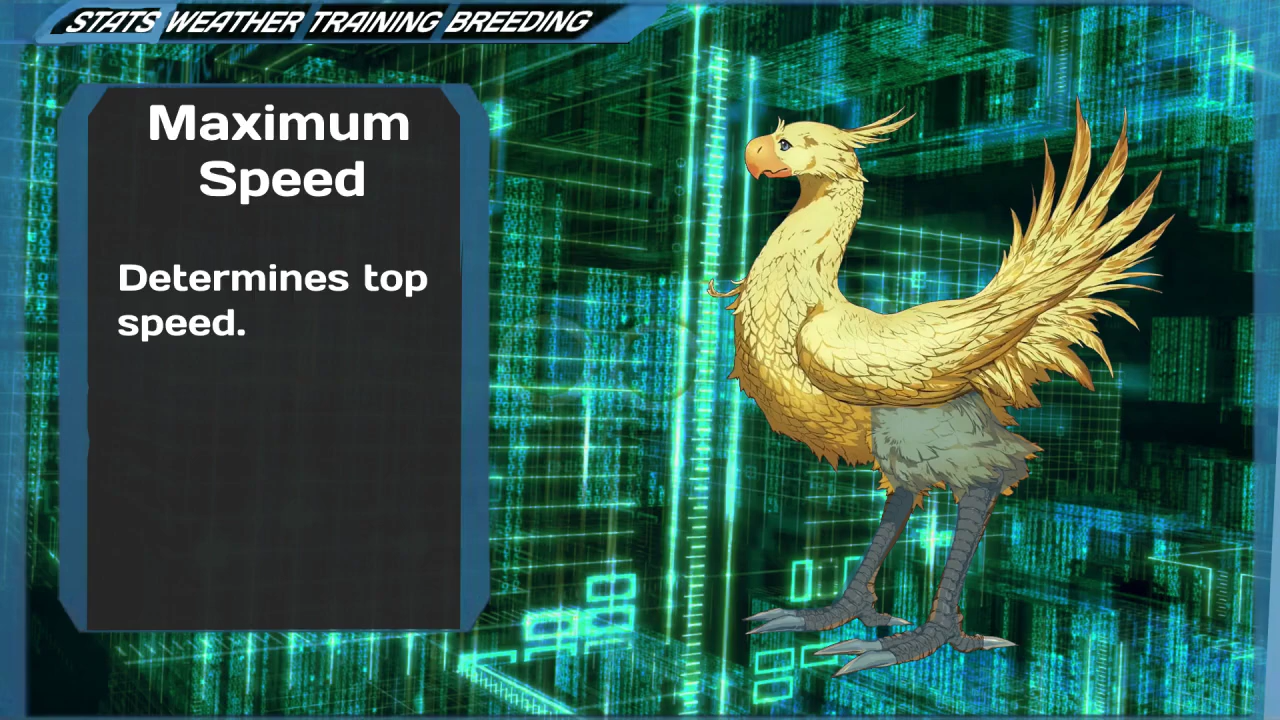 STATS WEATHER TRAINING BREEDING
Maximum
Speed
Determines top
speed.